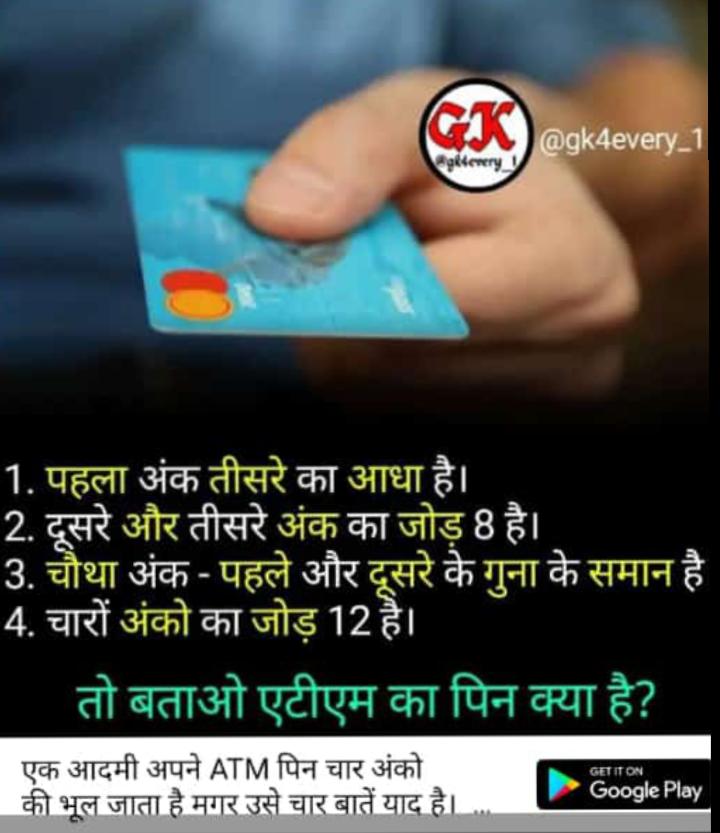 GK
@gk4every_1
@gk4every_1
1. पहला अंक तीसरे का आधा है।
2. दूसरे और तीसरे अंक का जोड़ 8 है।
3. चौथा अंक - पहले और दूसरे के गुना के समान है
4. चारों अंको का जोड़ 12 है।
तो बताओ एटीएम का पिन क्या है?
एक आदमी अपने ATM पिन चार अंको
की भूल जाता है मगर उसे चार बातें याद है। ...
GET IT ON
Google Play